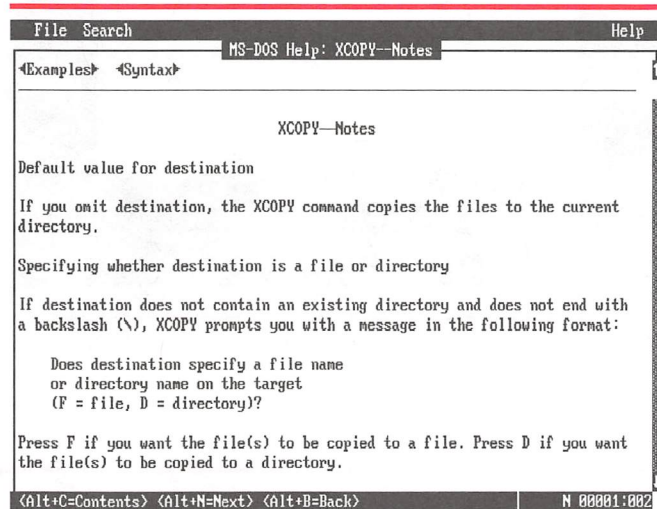 File Search Help
MS-DOS Help: XCOPY--Notes
◄Examples► ◄Syntax►
XCOPY—Notes
Default value for destination
If you omit destination, the XCOPY command copies the files to the current
directory.
Specifying whether destination is a file or directory
If destination does not contain an existing directory and does not end with
a backslash (\), XCOPY prompts you with a message in the following format:
Does destination specify a file name
or directory name on the target
(F = file, D = directory)?
Press F if you want the file(s) to be copied to a file. Press D if you want
the file(s) to be copied to a directory.
<Alt+C=Contents> <Alt+N=Next> <Alt+B=Back> N 00001:002